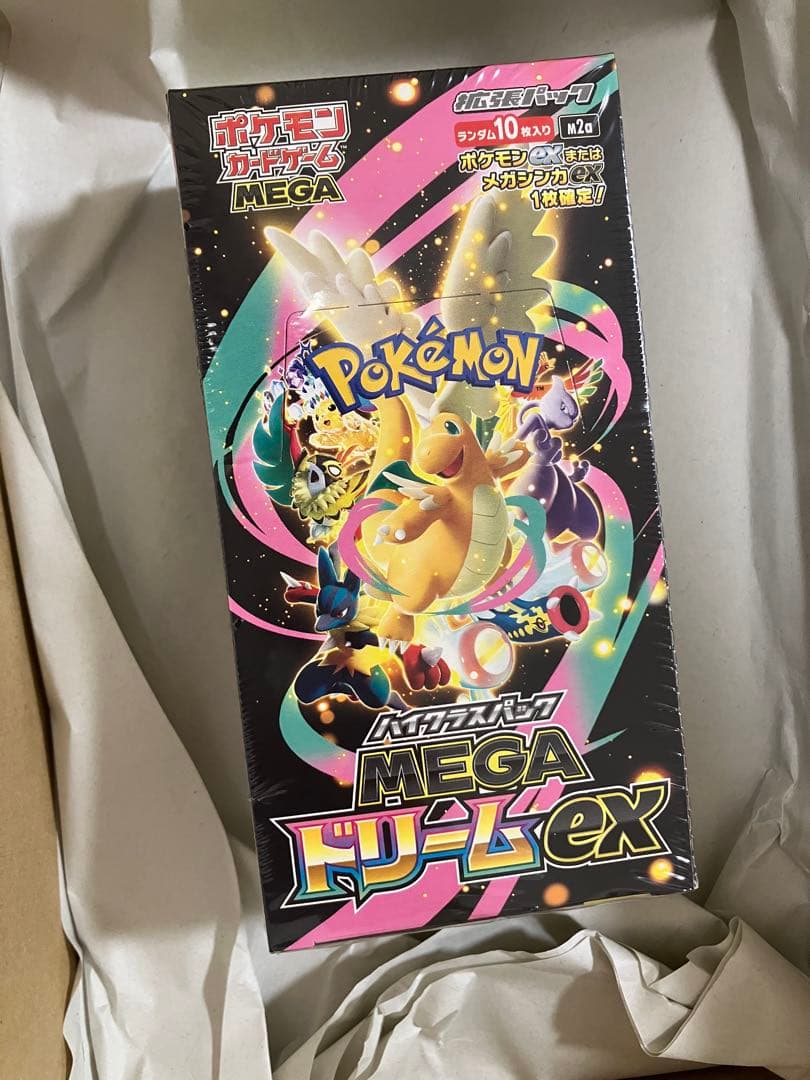 ポケモン
カードゲーム™
MEGA
拡張パック
ランダム10枚入り M2a
ポケモンexまたは
メガシンカex
1枚確定!
POKéMON™
ハイクラスパック
MEGA
ドリームex